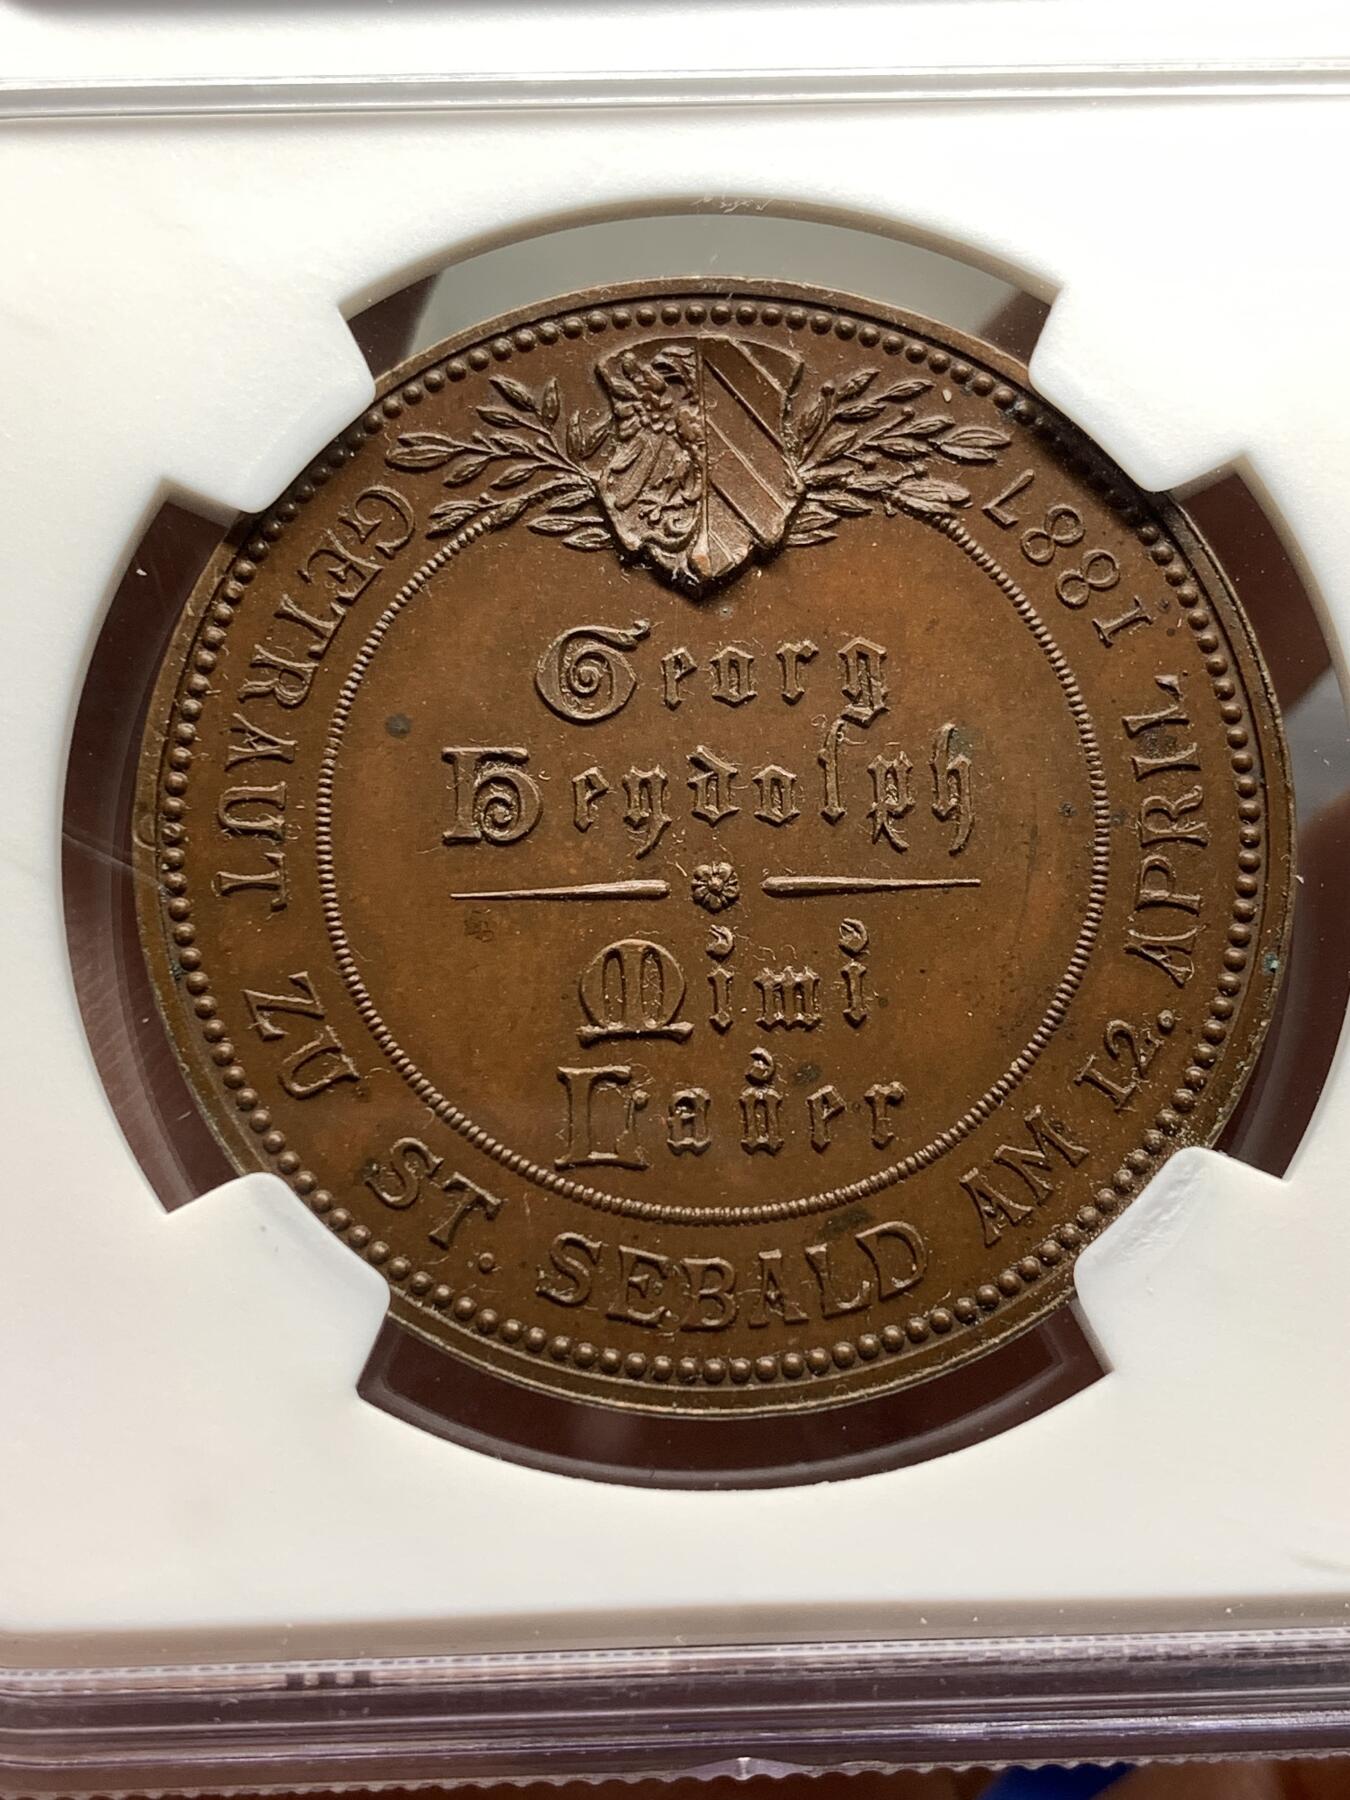 GETRAUT ZU ST. SEBALD AM 12. APRIL 1887
Georg
Heydolph
Mimi
Lauer